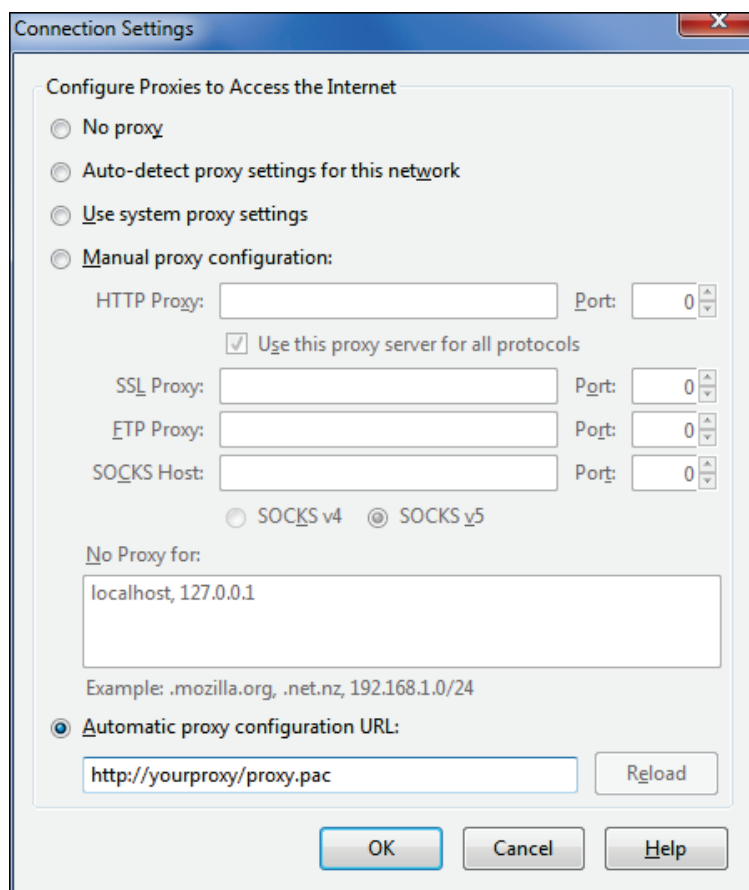 Connection Settings
Configure Proxies to Access the Internet
No proxy
Auto-detect proxy settings for this network
Use system proxy settings
Manual proxy configuration:
HTTP Proxy: Port: 0
Use this proxy server for all protocols
SSL Proxy: Port: 0
FTP Proxy: Port: 0
SOCKS Host: Port: 0
SOCKS v4 SOCKS v5
No Proxy for:
localhost, 127.0.0.1
Example: .mozilla.org, .net.nz, 192.168.1.0/24
Automatic proxy configuration URL:
http://yourproxy/proxy.pac Reload
OK Cancel Help